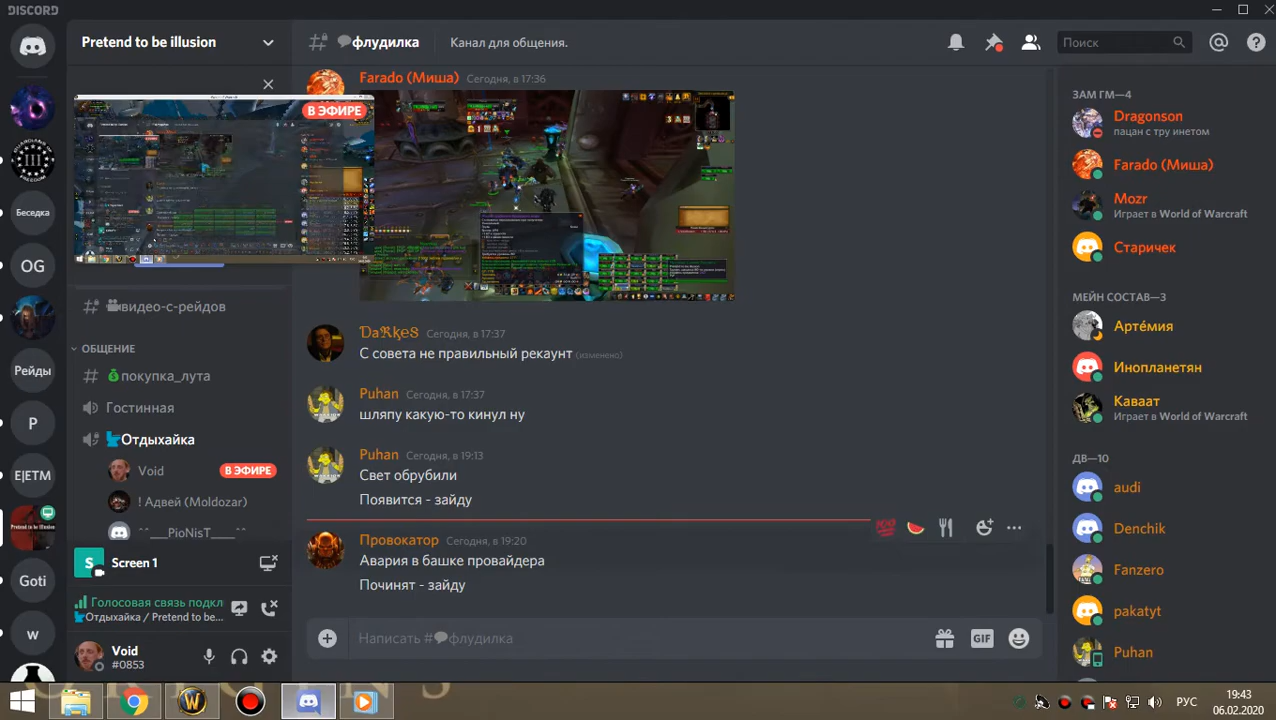 DISCORD
Pretend to be illusion
флудилка
Канал для общения.
Поиск
В ЭФИРЕ
видео-с-рейдов
ОБЩЕНИЕ
покупка_лута
Гостинная
Отдыхайка
Void
В ЭФИРЕ
! Адвей (Moldozar)
^^___PioNisT____^^
Screen 1
Голосовая связь подкл
Отдыхайка / Pretend to be...
Void
#0853
Беседка
OG
Рейды
P
E|ETM
Pretend to be illusion
Goti
w
Farado (Миша) Сегодня, в 17:36
Сегодня, в 17:37
С совета не правильный рекаунт (изменено)
Puhan Сегодня, в 17:37
шляпу какую-то кинул ну
Puhan Сегодня, в 19:13
Свет обрубили
Появится - зайду
Провокатор Сегодня, в 19:20
Авария в башке провайдера
Починят - зайду
Написать #флудилка
GIF
ЗАМ ГМ—4
Dragonson
пацан с тру инетом
Farado (Миша)
Mozr
Играет в World of Warcraft
Старичек
МЕЙН СОСТАВ—3
Артёмия
Инопланетян
Каваат
Играет в World of Warcraft
ДВ—10
audi
Denchik
Fanzero
pakatyt
Puhan
РУС
19:43
06.02.2020